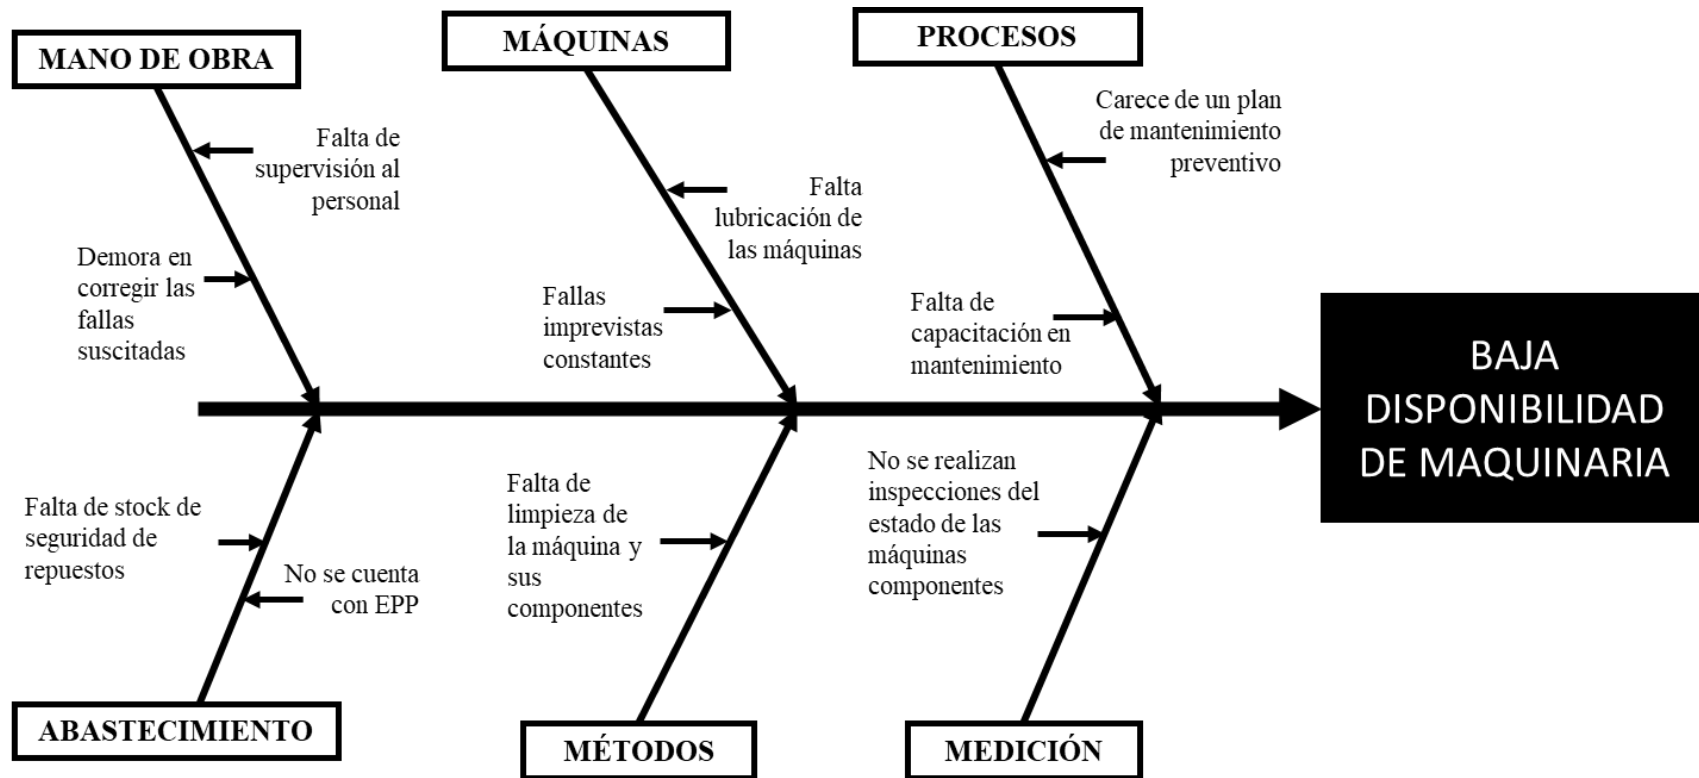 MANO DE OBRA
MÁQUINAS
PROCESOS
Falta de
supervisión al
personal
Demora en
corregir las
fallas
suscitadas
Falta
lubricación de
las máquinas
Fallas
imprevistas
constantes
Carece de un plan
de mantenimiento
preventivo
Falta de
capacitación en
mantenimiento
BAJA
DISPONIBILIDAD
DE MAQUINARIA
Falta de stock de
seguridad de
repuestos
No se cuenta
con EPP
Falta de
limpieza de
la máquina y
sus
componentes
No se realizan
inspecciones del
estado de las
máquinas
componentes
ABASTECIMIENTO
MÉTODOS
MEDICIÓN